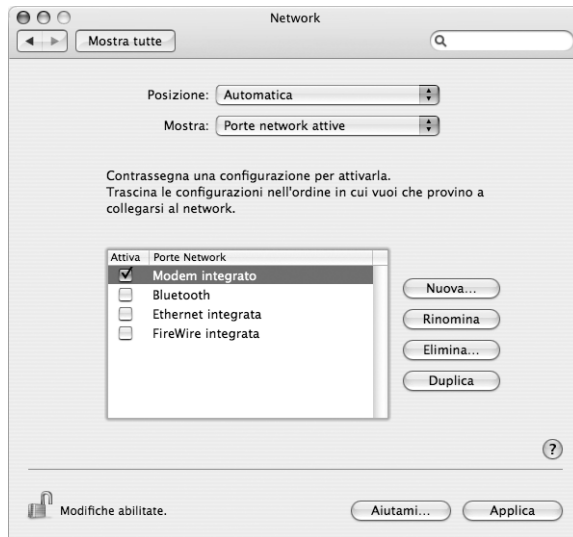 Network
Mostra tutte
Posizione: Automatica
Mostra: Porte network attive
Contrassegna una configurazione per attivarla.
Trascina le configurazioni nell'ordine in cui vuoi che provino a
collegarsi al network.
Attiva Porte Network
Modem integrato
Bluetooth
Ethernet integrata
FireWire integrata
Nuova...
Rinomina
Elimina...
Duplica
?
Modifiche abilitate.
Aiutami... Applica